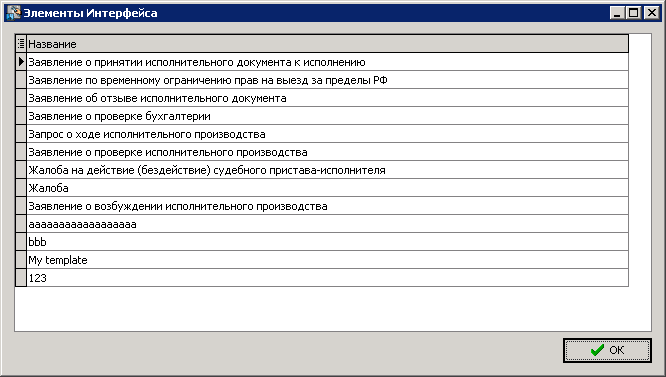 Элементы Интерфейса
Название
Заявление о принятии исполнительного документа к исполнению
Заявление по временному ограничению прав на выезд за пределы РФ
Заявление об отзыве исполнительного документа
Заявление о проверке бухгалтерии
Запрос о ходе исполнительного производства
Заявление о проверке исполнительного производства
Жалоба на действие (бездействие) судебного пристава-исполнителя
Жалоба
Заявление о возбуждении исполнительного производства
аааааааааааааааааа
bbb
My template
123
OK